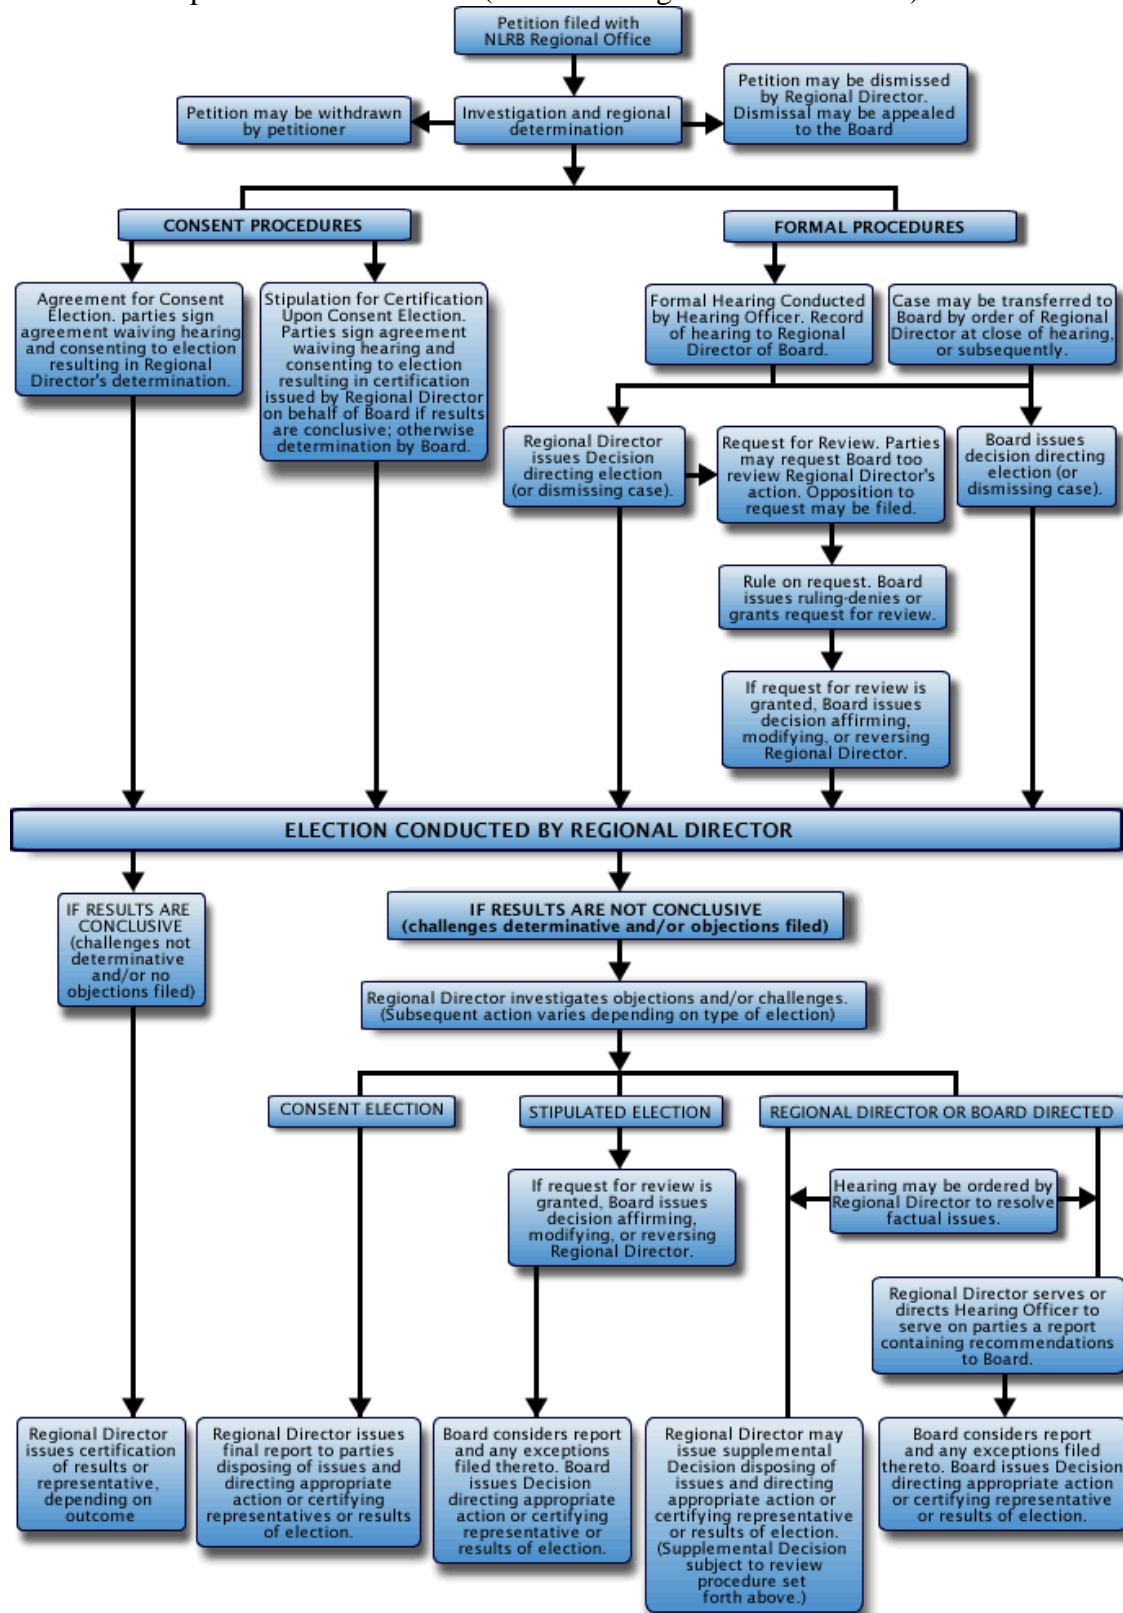 Petition filed with
NLRB Regional Office
Petition may be withdrawn
by petitioner
Investigation and regional
determination
Petition may be dismissed
by Regional Director.
Dismissal may be appealed
to the Board
CONSENT PROCEDURES
FORMAL PROCEDURES
Agreement for Consent
Election. parties sign
agreement waiving hearing
and consenting to election
resulting in Regional
Director's determination.
Stipulation for Certification
Upon Consent Election.
Parties sign agreement
waiving hearing and
consenting to election
resulting in certification
issued by Regional Director
on behalf of Board if results
are conclusive; otherwise
determination by Board.
Formal Hearing Conducted
by Hearing Officer. Record
of hearing to Regional
Director of Board.
Case may be transferred to
Board by order of Regional
Director at close of hearing,
or subsequently.
Regional Director
issues Decision
directing election
(or dismissing case).
Request for Review. Parties
may request Board too
review Regional Director's
action. Opposition to
request may be filed.
Board issues
decision directing
election (or
dismissing case).
Rule on request. Board
issues ruling-denies or
grants request for review.
If request for review is
granted, Board issues
decision affirming,
modifying, or reversing
Regional Director.
ELECTION CONDUCTED BY REGIONAL DIRECTOR
IF RESULTS ARE
CONCLUSIVE
(challenges not
determinative
and/or no
objections filed)
IF RESULTS ARE NOT CONCLUSIVE
(challenges determinative and/or objections filed)
Regional Director investigates objections and/or challenges.
(Subsequent action varies depending on type of election)
CONSENT ELECTION
STIPULATED ELECTION
REGIONAL DIRECTOR OR BOARD DIRECTED
If request for review is
granted, Board issues
decision affirming,
modifying, or reversing
Regional Director.
Hearing may be ordered by
Regional Director to resolve
factual issues.
Regional Director serves or
directs Hearing Officer to
serve on parties a report
containing recommendations
to Board.
Regional Director
issues certification
of results or
representative,
depending on
outcome
Regional Director issues
final report to parties
disposing of issues and
directing appropriate
action or certifying
representatives or results
of election.
Board considers report
and any exceptions
filed thereto. Board
issues Decision
directing appropriate
action or certifying
representative or
results of election.
Regional Director may
issue supplemental
Decision disposing of
issues and directing
appropriate action or
certifying representative
or results of election.
(Supplemental Decision
subject to review
procedure set
forth above.)
Board considers report
and any exceptions filed
thereto. Board issues Decision
directing appropriate action
or certifying representative
or results of election.